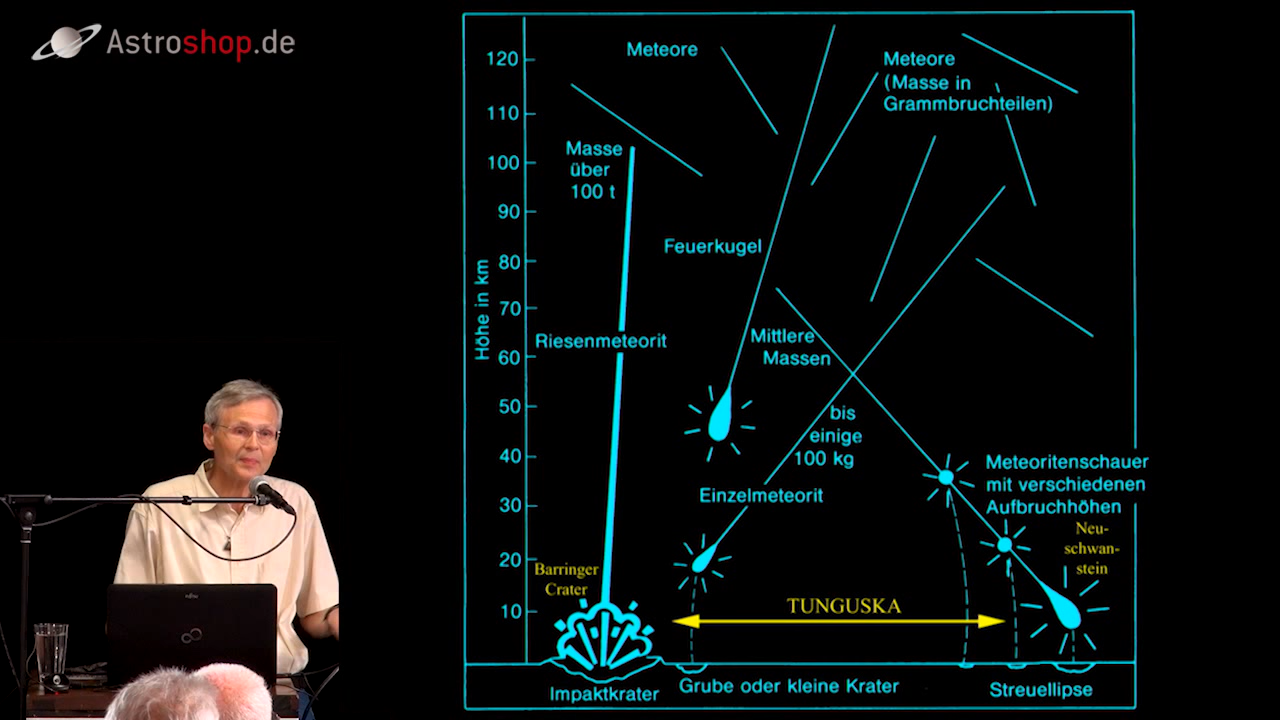 Astroshop.de
Meteore
Meteore
(Masse in
Grammbruchteilen)
120
110
100
90
80
70
60
50
40
30
20
10
Höhe in km
Masse
über
100 t
Feuerkugel
Riesenmeteorit
Mittlere
Massen
bis
einige
100 kg
Einzelmeteorit
Meteoritenschauer
mit verschiedenen
Aufbruchhöhen
Neu-
schwan-
stein
Barringer
Crater
TUNGUSKA
Impaktkrater
Grube oder kleine Krater
Streuellipse